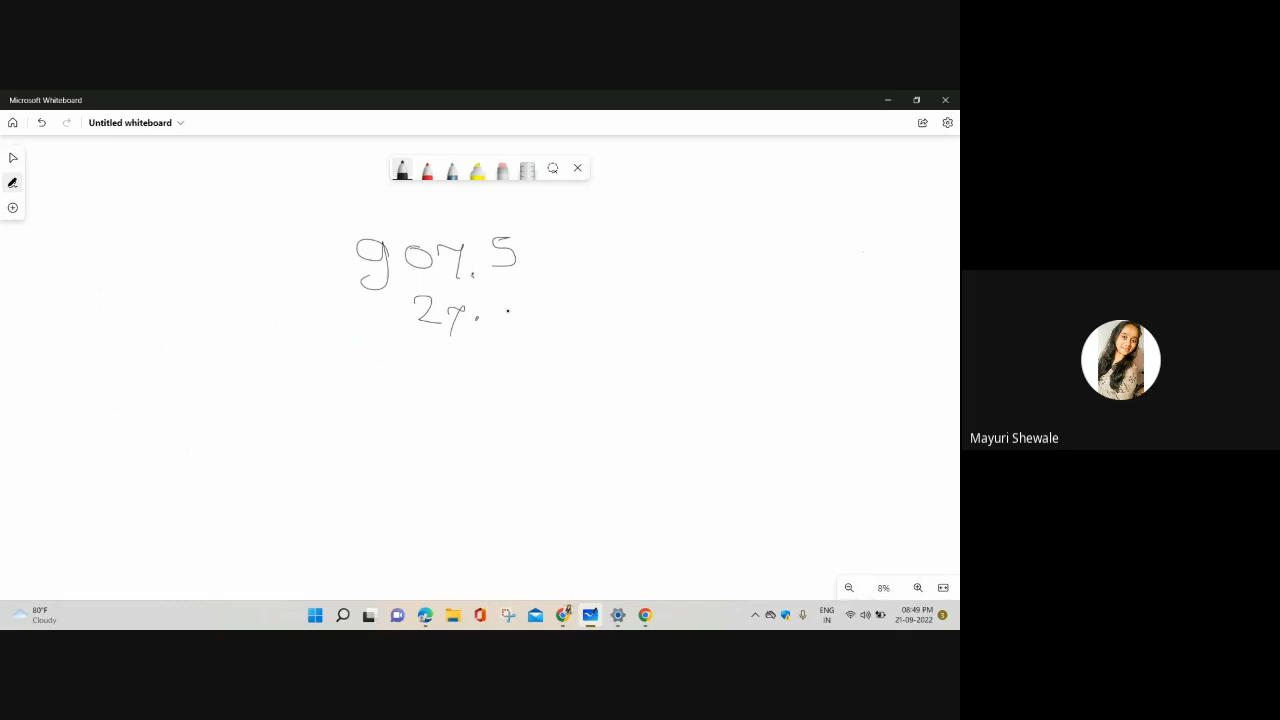 Microsoft Whiteboard
Untitled whiteboard
907.5
27.
Mayuri Shewale
8%
80°F
Cloudy
ENG
IN
08:49 PM
21-09-2022
3